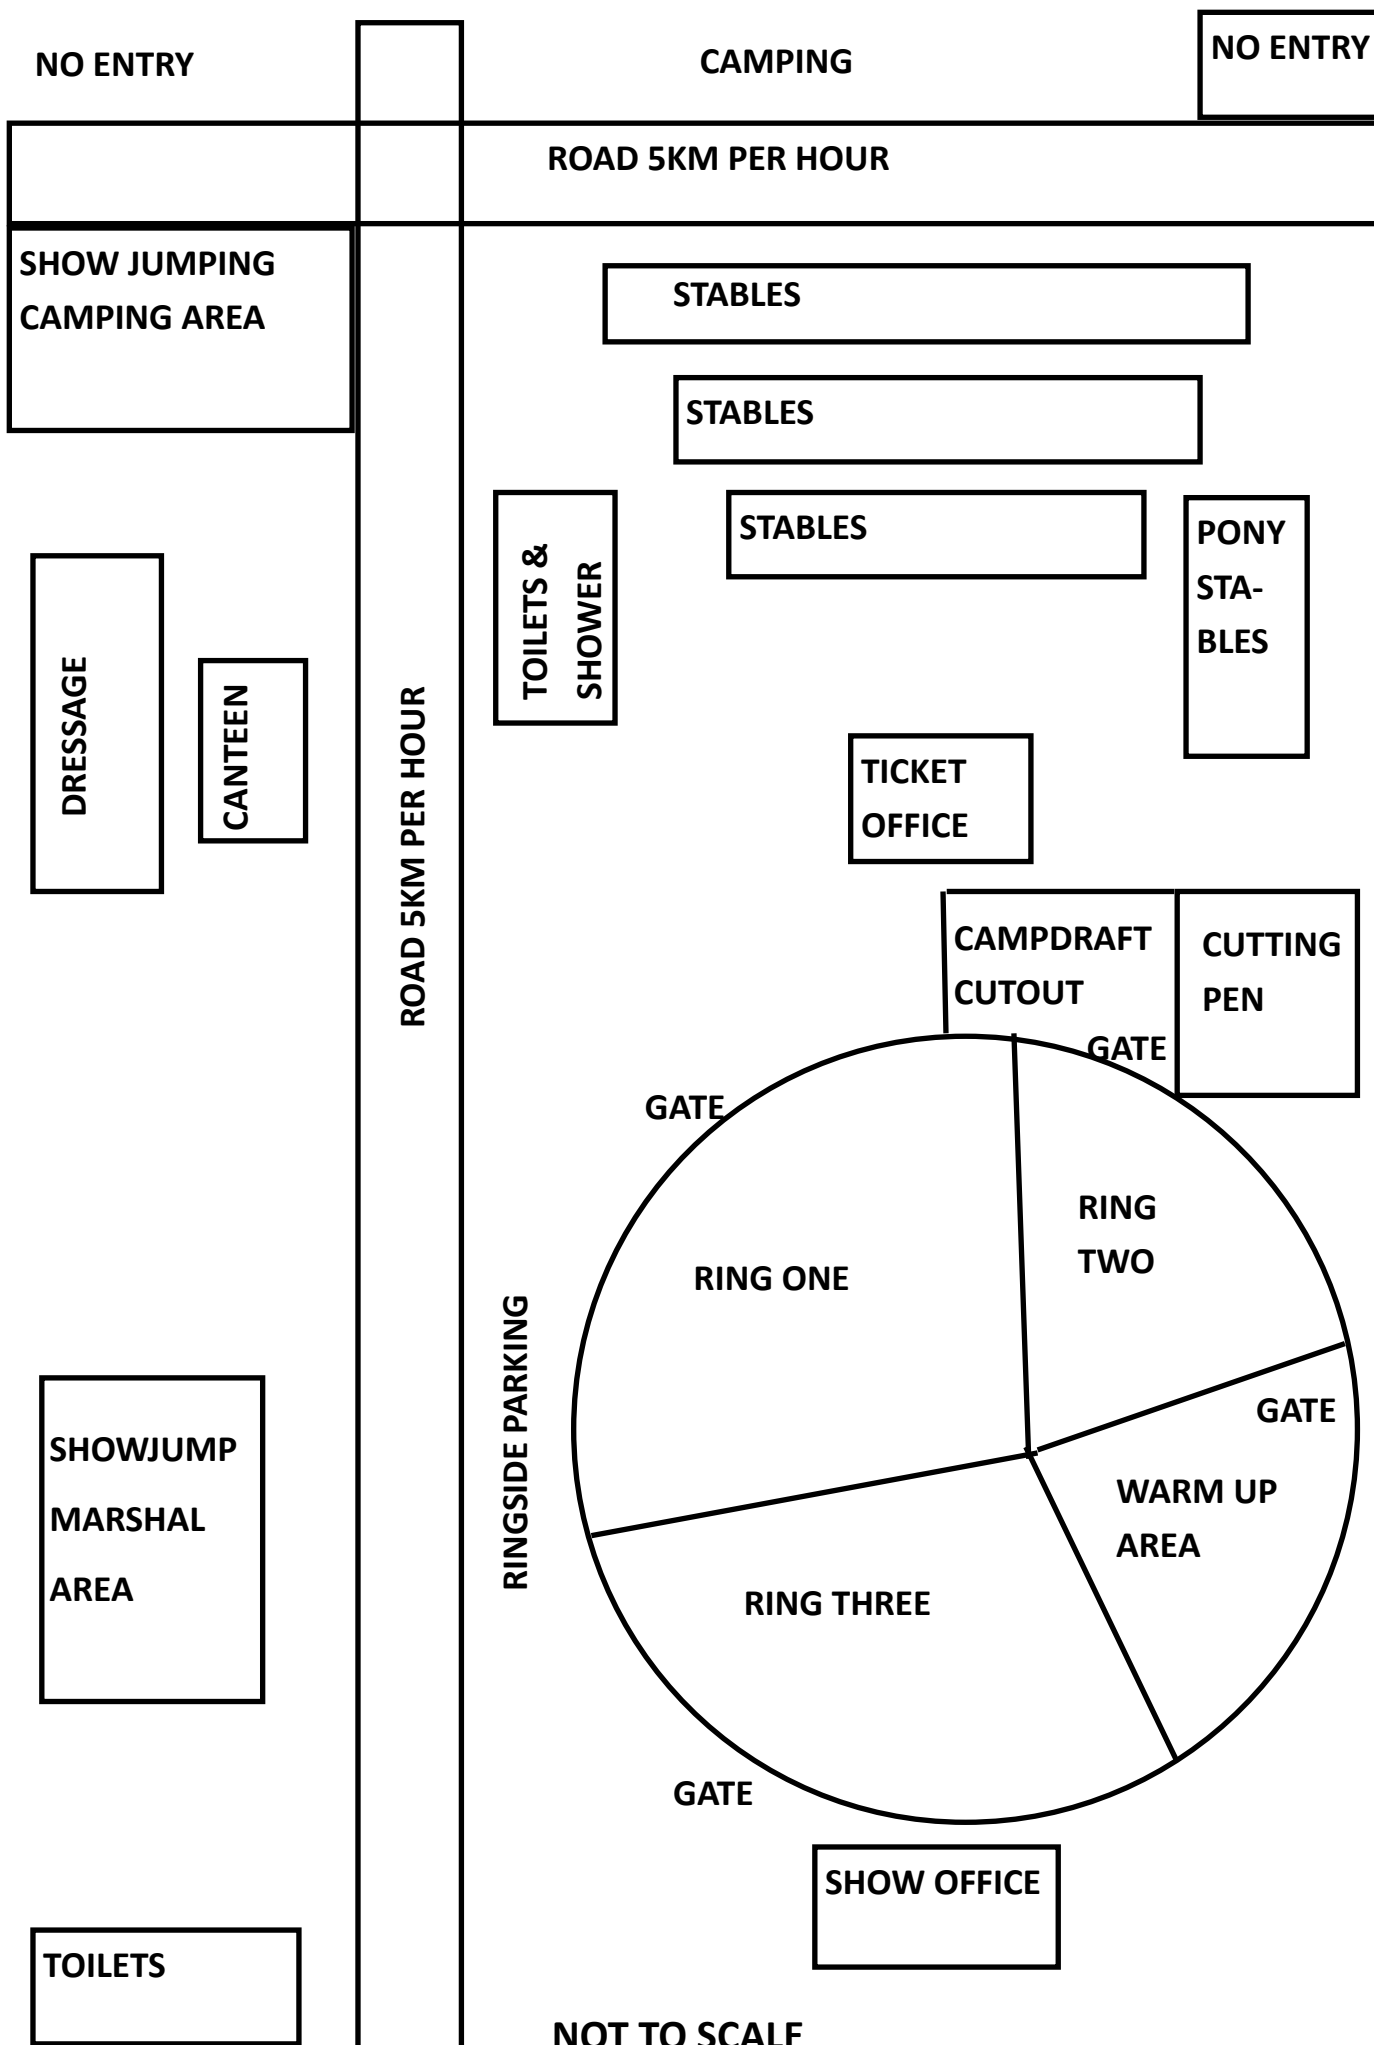 NO ENTRY
CAMPING
NO ENTRY
ROAD 5KM PER HOUR
SHOW JUMPING
CAMPING AREA
STABLES
STABLES
STABLES
TOILETS &
SHOWER
PONY
STA-
BLES
DRESSAGE
CANTEEN
ROAD 5KM PER HOUR
TICKET
OFFICE
CAMPDRAFT
CUTOUT
CUTTING
PEN
GATE
GATE
RING
TWO
RING ONE
RINGSIDE PARKING
GATE
SHOWJUMP
MARSHAL
AREA
WARM UP
AREA
RING THREE
GATE
SHOW OFFICE
TOILETS
NOT TO SCALE